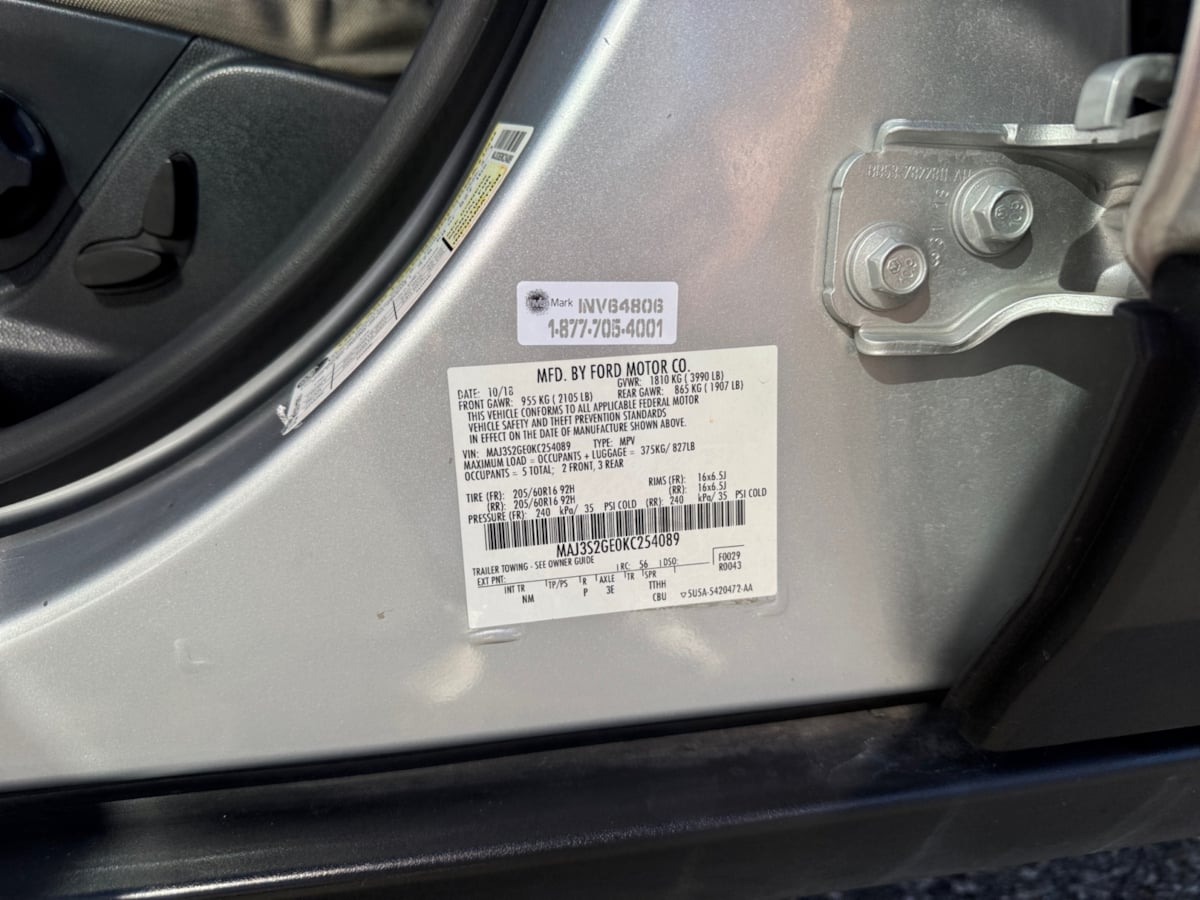 Mark INV64806
1-877-705-4001
MFD. BY FORD MOTOR CO.
DATE: 10/18 GVWR: 1810 KG (3990 LB)
FRONT GAWR: 955 KG (2105 LB) REAR GAWR: 865 KG (1907 LB)
THIS VEHICLE CONFORMS TO ALL APPLICABLE FEDERAL MOTOR
VEHICLE SAFETY AND THEFT PREVENTION STANDARDS
IN EFFECT ON THE DATE OF MANUFACTURE SHOWN ABOVE.
VIN: MAJ3S2GE0KC254089 TYPE: MPV
MAXIMUM LOAD = OCCUPANTS + LUGGAGE = 375KG/ 827LB
OCCUPANTS = 5 TOTAL; 2 FRONT, 3 REAR
TIRE (FR): 205/60R16 92H RIMS (FR): 16x6.5J
(RR): 205/60R16 92H (RR): 16x6.5J
PRESSURE (FR): 240 kPa/ 35 PSI COLD (RR): 240 kPa/ 35 PSI COLD
MAJ3S2GE0KC254089
TRAILER TOWING - SEE OWNER GUIDE
EXT PNT: RC: 56 DSO: F0029
R0043
INT TR TP/PS R AXLE TR SPR
NM P 3E TTHH
CBU ▽5U5A-5420472-AA